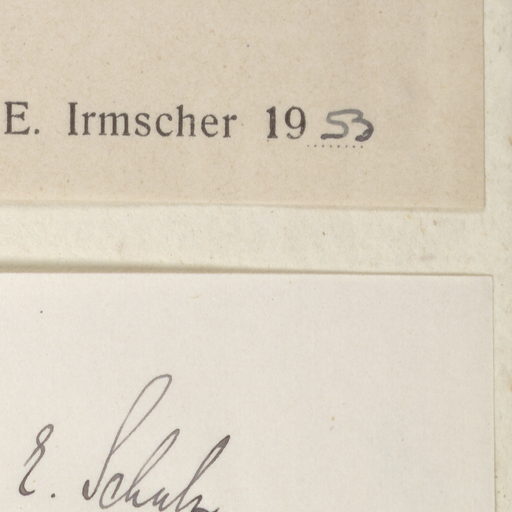 E. Irmscher 1953
E. Schulz